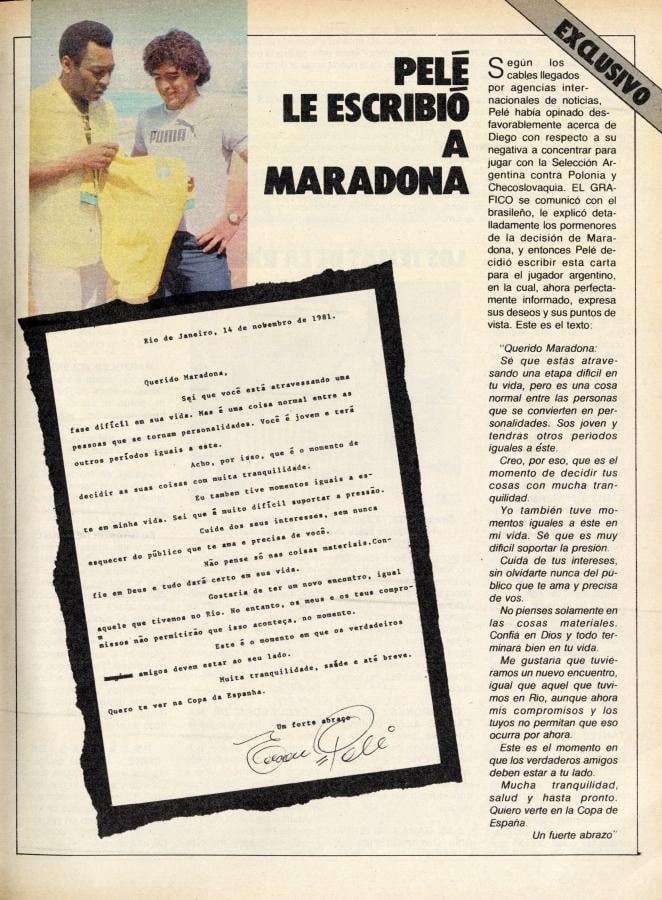 EXCLUSIVO
PUMA
PELÉ
LE ESCRIBIÓ
A
MARADONA
Según los
cables llegados
por agencias inter-
nacionales de noticias,
Pelé había opinado des-
favorablemente acerca de
Diego con respecto a su
negativa a concentrar para
jugar con la Selección Ar-
gentina contra Polonia y
Checoslovaquia. EL GRA-
FICO se comunicó con el
brasileño, le explicó deta-
lladamente los pormenores
de la decisión de Mara-
dona, y entonces Pelé de-
cidió escribir esta carta
para el jugador argentino,
en la cual, ahora perfecta-
mente informado, expresa
sus deseos y sus puntos de
vista. Este es el texto:
"Querido Maradona:
Sé que estas atrave-
sando una etapa difícil en
tu vida, pero es una cosa
normal entre las personas
que se convierten en per-
sonalidades. Sos joven y
tendrás otros periodos
iguales a éste.
Creo, por eso, que es el
momento de decidir tus
cosas con mucha tran-
quilidad.
Yo también tuve mo-
mentos iguales a éste en
mi vida. Sé que es muy
difícil soportar la presión.
Cuida de tus intereses,
sin olvidarte nunca del pú-
blico que te ama y precisa
de vos.
No pienses solamente en
las cosas materiales.
Confía en Dios y todo ter-
minará bien en tu vida.
Me gustaría que tuvié-
ramos un nuevo encuentro,
igual que aquel que tuvi-
mos en Rio, aunque ahora
mis compromisos y los
tuyos no permitan que eso
ocurra por ahora.
Este es el momento en
que los verdaderos amigos
deben estar a tu lado.
Mucha tranquilidad,
salud y hasta pronto.
Quiero verte en la Copa de
España.
Un fuerte abrazo"
Rio de Janeiro, 14 de novembro de 1981.
Querido Maradona,
Sei que você está atravessando uma
fase difícil em sua vida. Mas é uma coisa normal entre as
pessoas que se tornam personalidades. Você é jovem e terá
outros períodos iguais a este.
Acho, por isso, que é o momento de
decidir as suas coisas com muita tranquilidade.
Eu tambem tive momentos iguais a es-
te em minha vida. Sei que á muito difícil suportar a pressão.
Cuide dos seus interesses, sem nunca
esquecer do público que te ama e precisa de você.
Não pense só nas coisas materiais.Con-
fie em Deus e tudo dará certo em sua vida.
Gostaria de ter um novo encontro, igual
aquele que tivemos no Rio. No entanto, os meus e os teus compro-
m
missos não permitirão que isso aconteça, no momento.
Este é o momento em que os verdadeiros
amigos devem estar ao seu lado.
Muita tranquilidade, saúde e até breve.
Quero te ver na Copa da Espanha.
Um forte abraço
Edson =Pelé